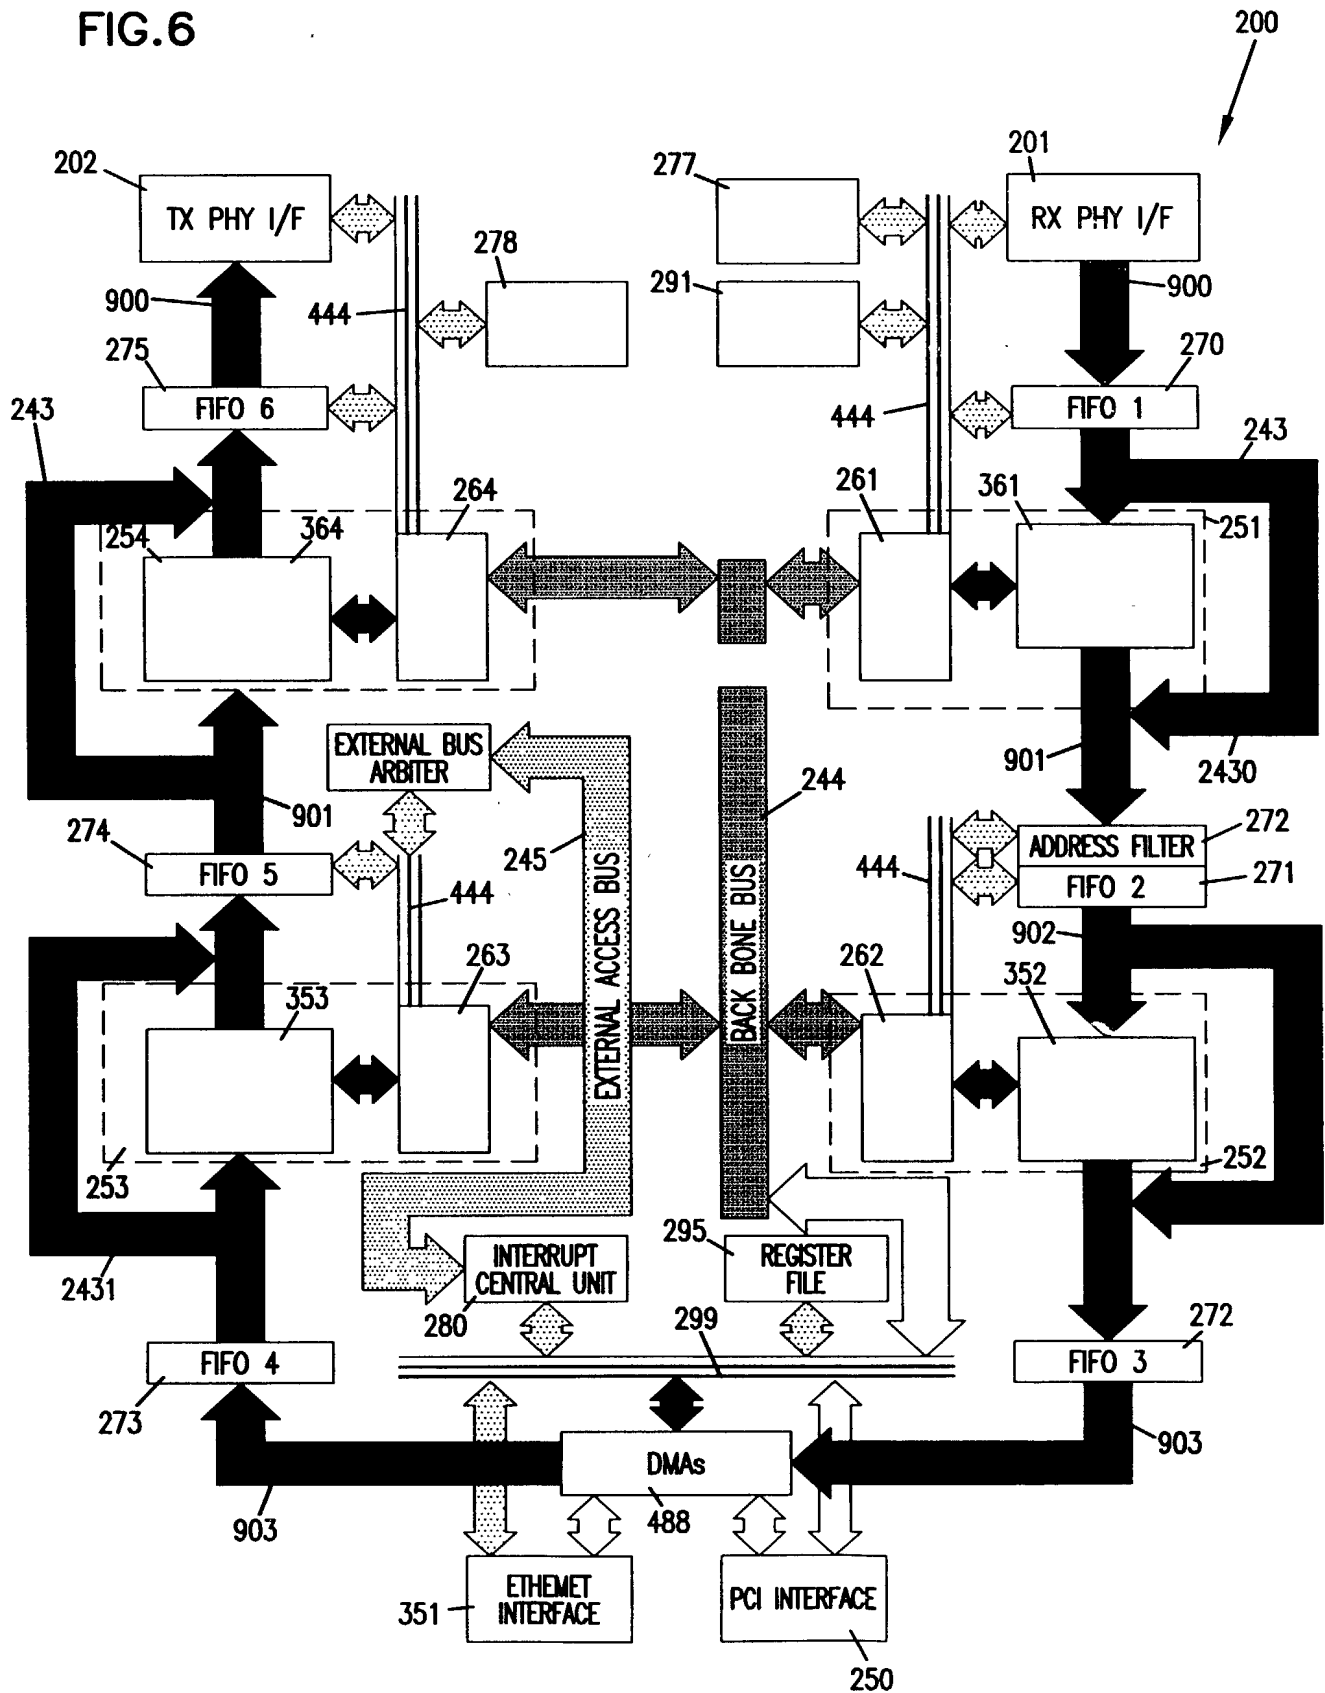 FIG.6
200
202
TX PHY I/F
277
201
RX PHY I/F
278
291
900
444
900
275
FIFO 6
270
FIFO 1
444
243
243
264
261
361
251
254
364
EXTERNAL BUS
ARBITER
901
244
901
2430
274
FIFO 5
245
444
444
ADDRESS FILTER
272
FIFO 2
271
EXTERNAL ACCESS BUS
BACK BONE BUS
902
263
262
352
353
253
252
2431
INTERRUPT
CENTRAL UNIT
280
295
REGISTER
FILE
299
272
FIFO 4
FIFO 3
273
903
903
DMAs
488
ETHEMET
INTERFACE
351
PCI INTERFACE
250